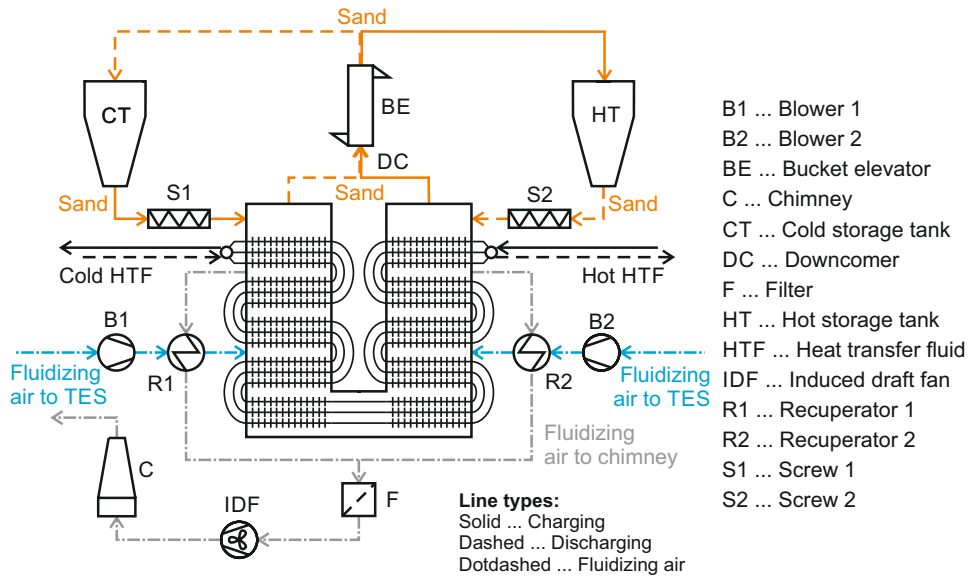 Sand
CT
BE
HT
DC
Sand
S1
Sand
S2
Sand
Cold HTF
Hot HTF
B1
B2
R1
R2
Fluidizing
air to TES
Fluidizing
air to TES
Fluidizing
air to chimney
C
IDF
F
Line types:
Solid ... Charging
Dashed ... Discharging
Dotdashed ... Fluidizing air
B1 ... Blower 1
B2 ... Blower 2
BE ... Bucket elevator
C ... Chimney
CT ... Cold storage tank
DC ... Downcomer
F ... Filter
HT ... Hot storage tank
HTF ... Heat transfer fluid
IDF ... Induced draft fan
R1 ... Recuperator 1
R2 ... Recuperator 2
S1 ... Screw 1
S2 ... Screw 2